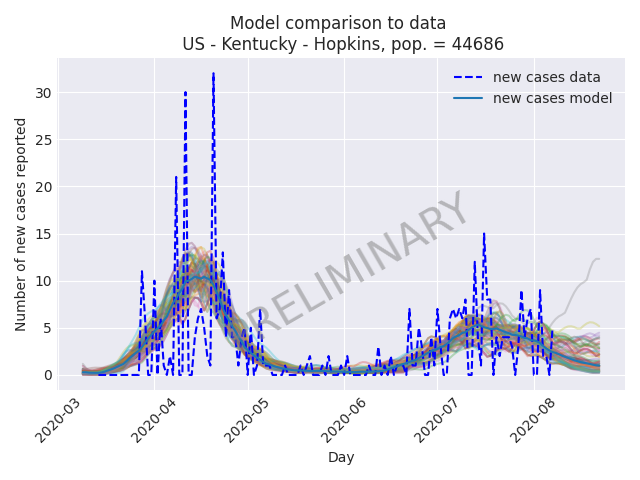 Model comparison to data
US - Kentucky - Hopkins, pop. = 44686
new cases data
new cases model
Number of new cases reported
30
25
20
15
10
5
0
PRELIMINARY
2020-03
2020-04
2020-05
2020-06
2020-07
2020-08
Day